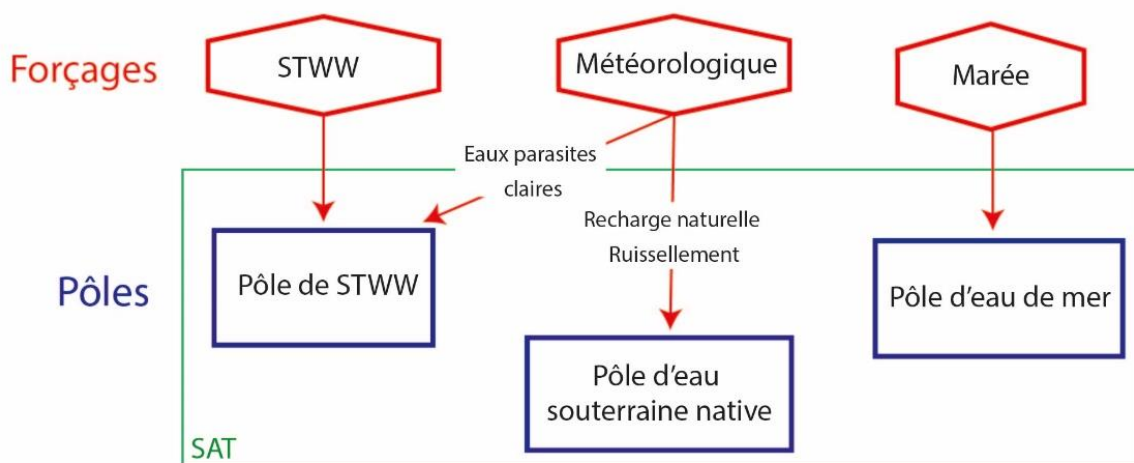 Forçages
STWW
Météorologique
Marée
Eaux parasites
claires
Recharge naturelle
Ruissellement
Pôles
Pôle de STWW
Pôle d'eau
souterraine native
Pôle d'eau de mer
SAT